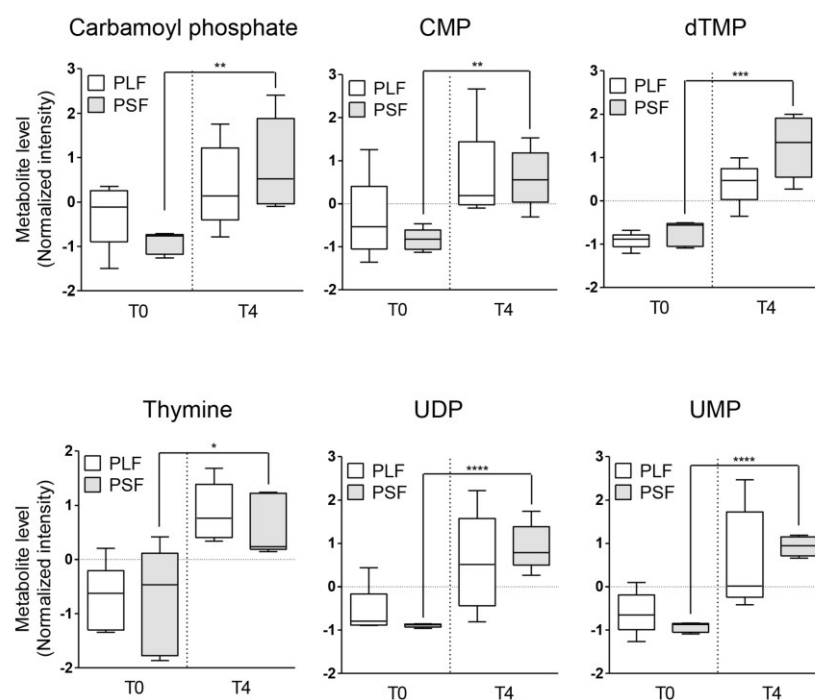 Carbamoyl phosphate
CMP
dTMP
Metabolite level
(Normalized intensity)
3
2
1
0
-1
-2
PLF
PSF
**
T0
T4
3
2
1
0
-1
-2
PLF
PSF
**
T0
T4
3
2
1
0
-1
-2
PLF
PSF
***
T0
T4
Thymine
UDP
UMP
Metabolite level
(Normalized intensity)
2
1
0
-1
-2
PLF
PSF
*
T0
T4
3
2
1
0
-1
-2
PLF
PSF
****
T0
T4
3
2
1
0
-1
-2
PLF
PSF
****
T0
T4